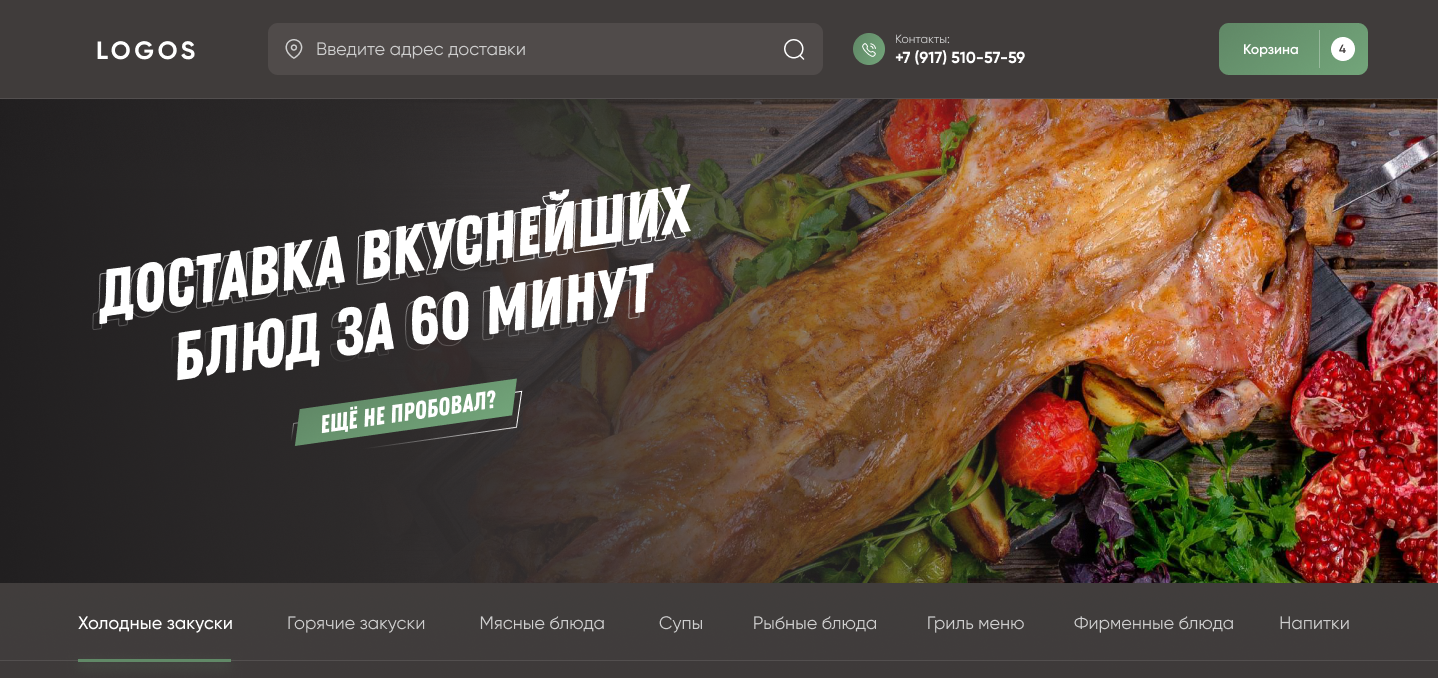 LOGOS
Введите адрес доставки
Контакты:
+7 (917) 510-57-59
Корзина
4
ДОСТАВКА ВКУСНЕЙШИХ
БЛЮД ЗА 60 МИНУТ
ЕЩЁ НЕ ПРОБОВАЛ?
Холодные закуски
Горячие закуски
Мясные блюда
Супы
Рыбные блюда
Гриль меню
Фирменные блюда
Напитки